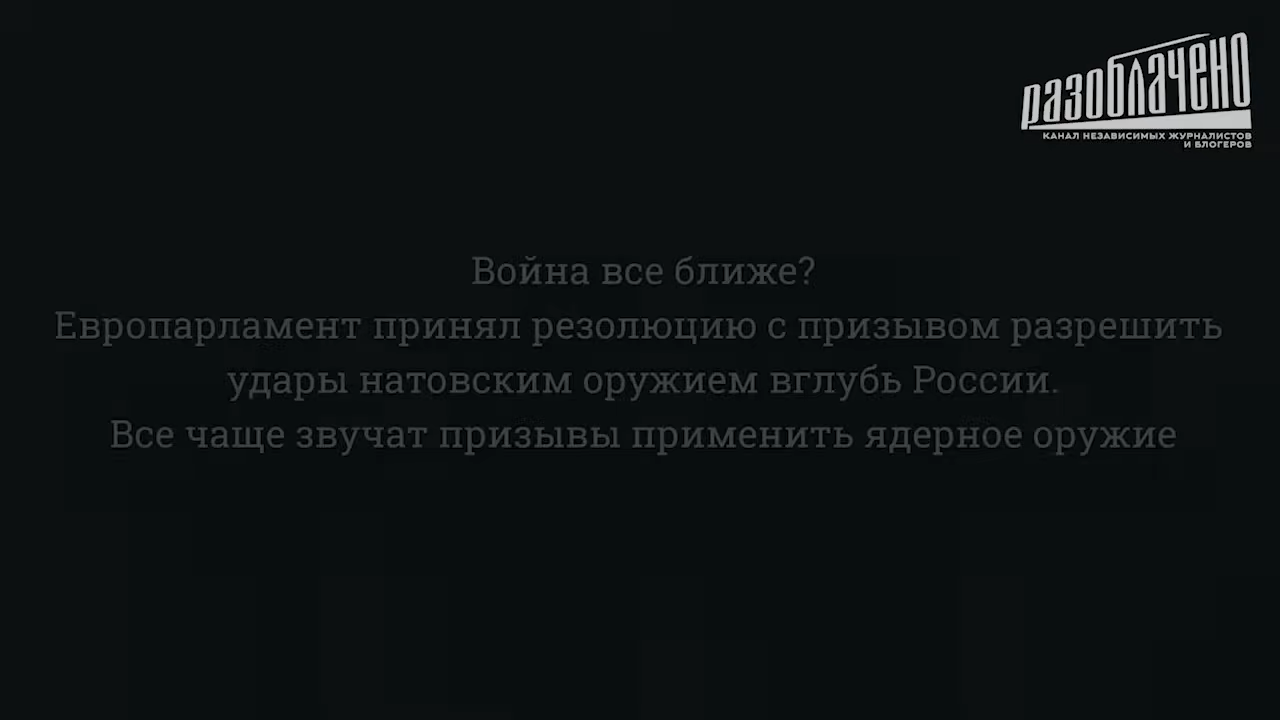 разоблачено
КАНАЛ НЕЗАВИСИМЫХ ЖУРНАЛИСТОВ
И БЛОГЕРОВ
Война все ближе?
Европарламент принял резолюцию с призывом разрешить
удары натовским оружием вглубь России.
Все чаще звучат призывы применить ядерное оружие